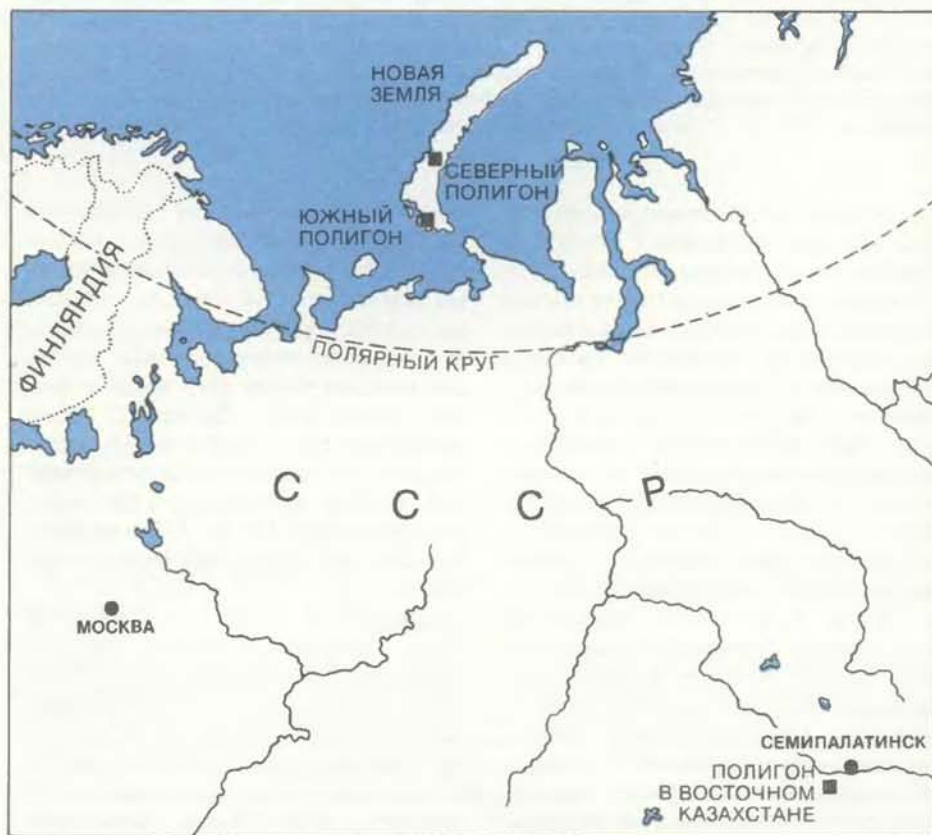 НОВАЯ
ЗЕМЛЯ
СЕВЕРНЫЙ
ПОЛИГОН
ЮЖНЫЙ
ПОЛИГОН
ФИНЛЯНДИЯ
ПОЛЯРНЫЙ КРУГ
С С С Р
МОСКВА
СЕМИПАЛАТИНСК
ПОЛИГОН
В ВОСТОЧНОМ
КАЗАХСТАНЕ